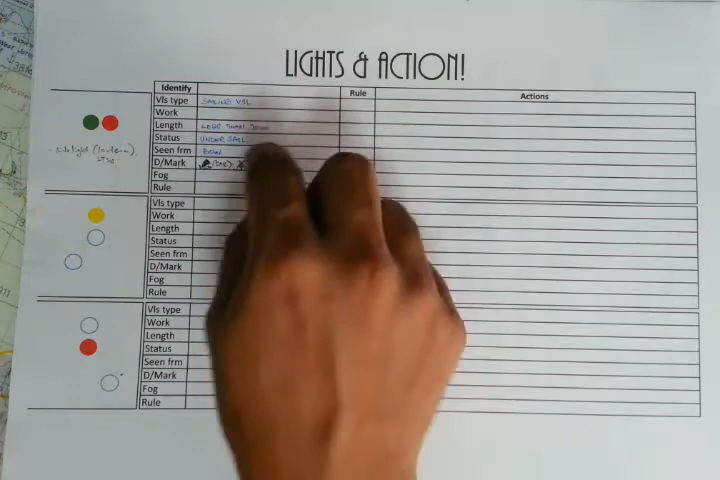 LIGHTS & ACTION!
Identify
Rule
Actions
Vls type SAILING VSL
Work
Length LESS THAN
Status UNDER SAIL
Seen frm BOW
D/Mark
Fog
Rule
Vls type
Work
Length
Status
Seen frm
D/Mark
Fog
Rule
Vls type
Work
Length
Status
Seen frm
D/Mark
Fog
Rule